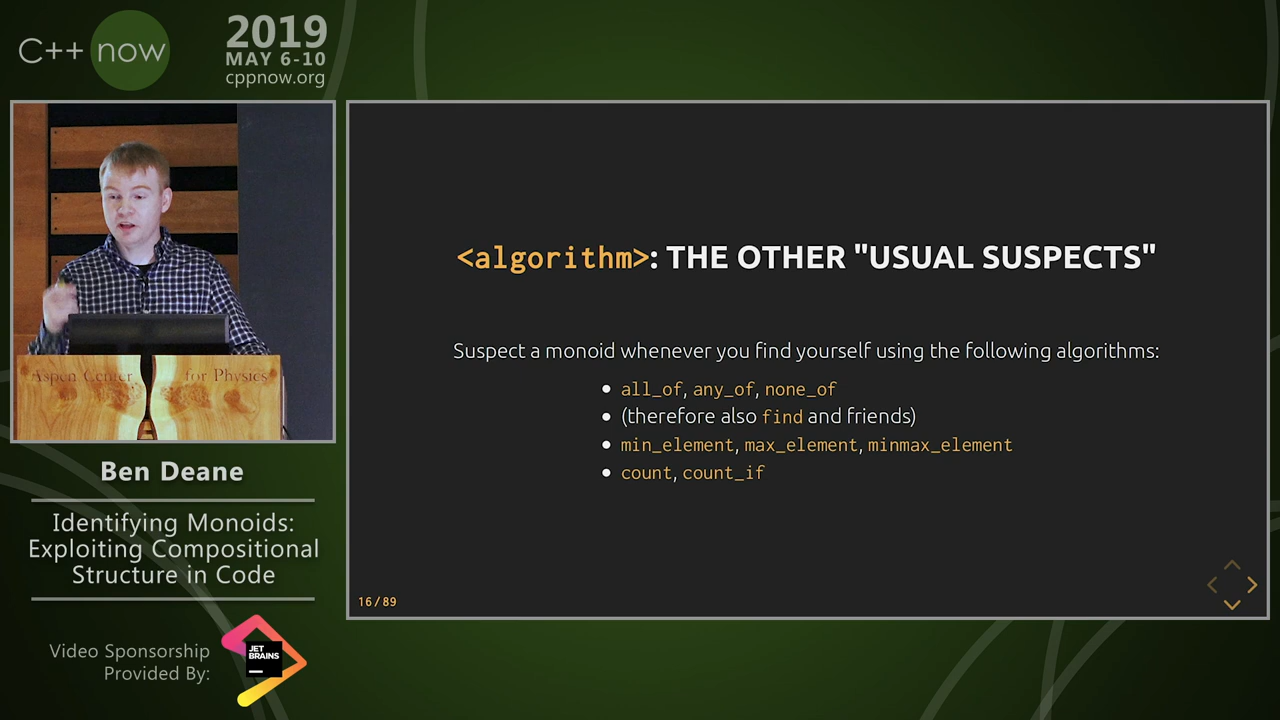 C++ now
2019
MAY 6-10
cppnow.org
Aspen Center for Physics
Ben Deane
Identifying Monoids:
Exploiting Compositional
Structure in Code
Video Sponsorship
Provided By:
JET
BRAINS
<algorithm>: THE OTHER "USUAL SUSPECTS"
Suspect a monoid whenever you find yourself using the following algorithms:
• all_of, any_of, none_of
• (therefore also find and friends)
• min_element, max_element, minmax_element
• count, count_if
16/89